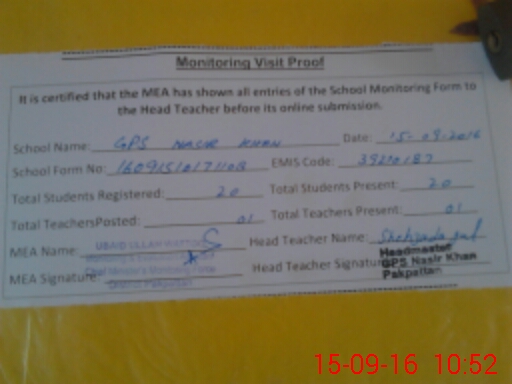 Monitoring Visit Proof
It is certified that the MEA has shown all entries of the School Monitoring Form to
the Head Teacher before its online submission.
School Name: GPS NASIR KHAN Date: 15-09-2016
School Form No: EMIS Code: 39210187
Total Students Registered: 20 Total Students Present: 20
Total TeachersPosted: 01 Total Teachers Present: 01
MEA Name: UBAID ULLAH Head Teacher Name:
MEA Signature: Head Teacher Signature
Headmaster
GPS Nasir Khan
Pakpattan
15-09-16 10:52